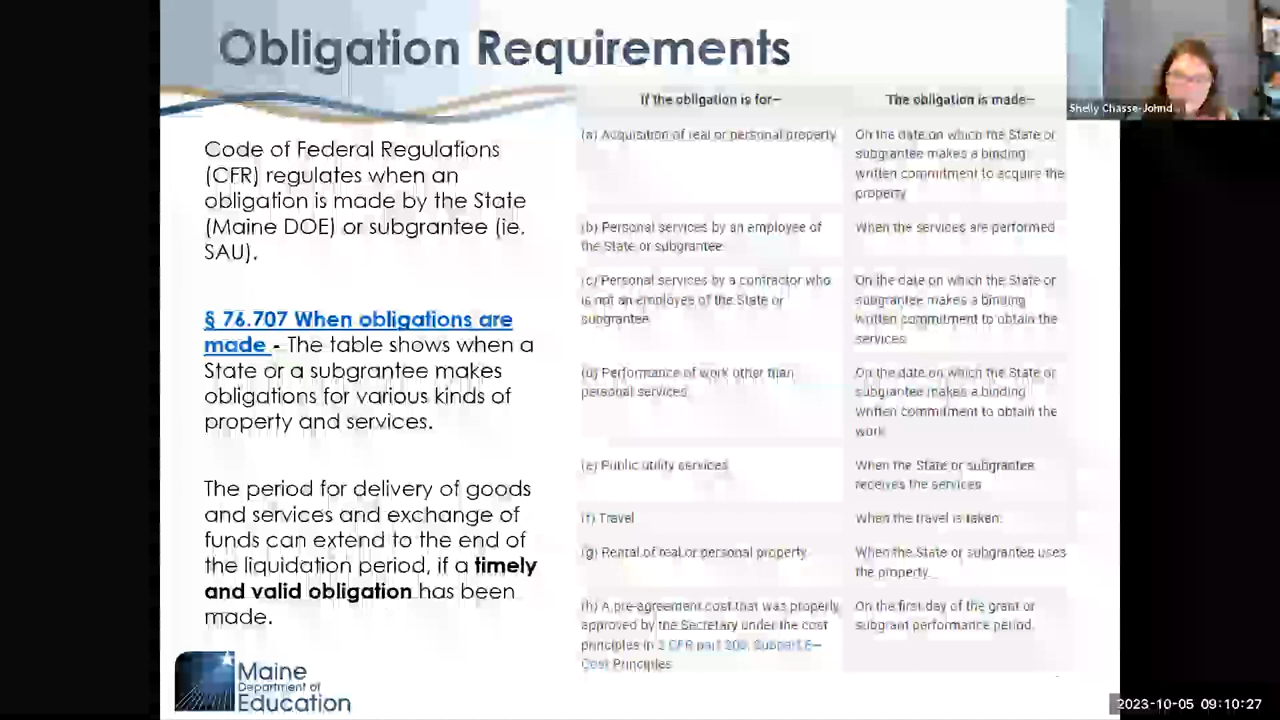 Obligation Requirements
Shelly Chasse-Johnd
Code of Federal Regulations
(CFR) regulates when an
obligation is made by the State
(Maine DOE) or subgrantee (ie.
SAU).
§ 76.707 When obligations are
made - The table shows when a
State or a subgrantee makes
obligations for various kinds of
property and services.
The period for delivery of goods
and services and exchange of
funds can extend to the end of
the liquidation period, if a timely
and valid obligation has been
made.
If the obligation is for—
The obligation is made—
(a) Acquisition of real or personal property
On the date on which the State or
subgrantee makes a binding
written commitment to acquire the
property
(b) Personal services by an employee of
the State or subgrantee
When the services are performed
(c) Personal services by a contractor who
is not an employee of the State or
subgrantee
On the date on which the State or
subgrantee makes a binding
written commitment to obtain the
services
(d) Performance of work other than
personal services
On the date on which the State or
subgrantee makes a binding
written commitment to obtain the
work
(e) Public utility services
When the State or subgrantee
receives the services
(f) Travel
When the travel is taken.
(g) Rental of real or personal property
When the State or subgrantee uses
the property
(h) A pre-agreement cost that was properly
approved by the Secretary under the cost
principles in 2 CFR part 200, Subpart E—
Cost Principles
On the first day of the grant or
subgrant performance period.
Maine
Department of
Education
2023-10-05 09:10:27